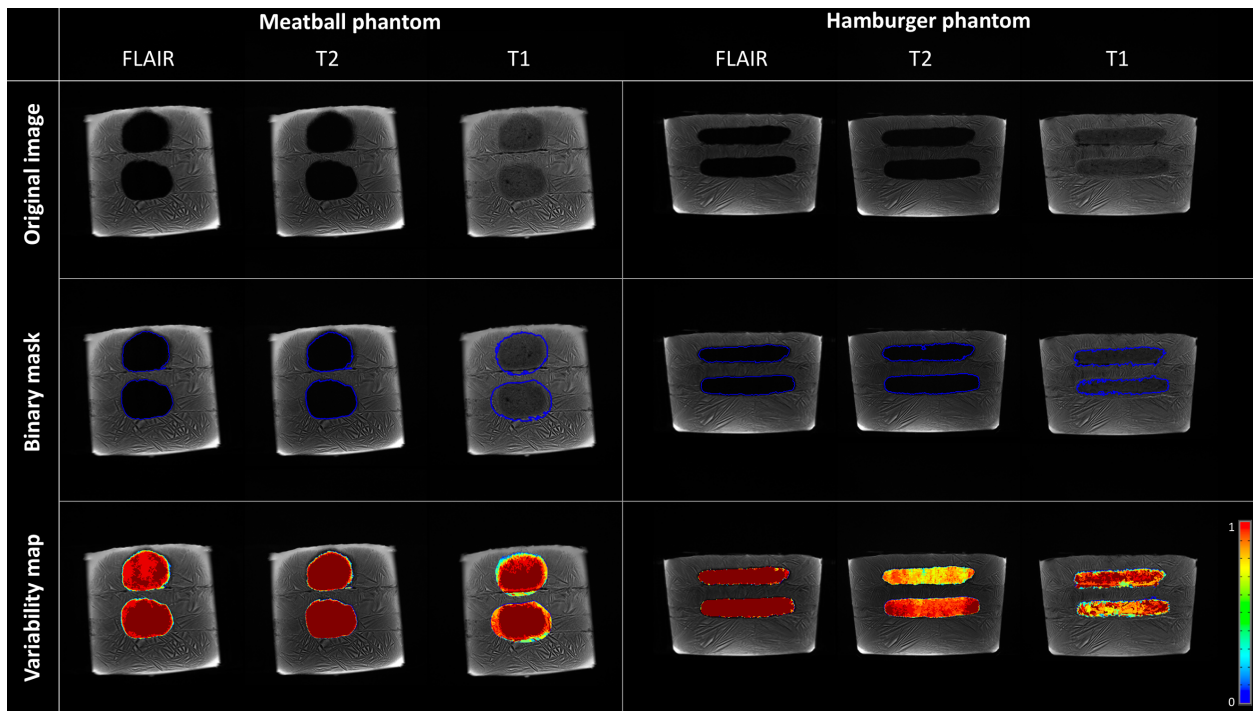 Meatball phantom
Hamburger phantom
FLAIR
T2
T1
FLAIR
T2
T1
Original image
Binary mask
Variability map
1
0